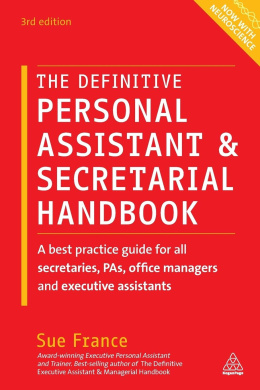 3rd edition
NOW WITH
NEUROSCIENCE
THE DEFINITIVE
PERSONAL
ASSISTANT &
SECRETARIAL
HANDBOOK
A best practice guide for all
secretaries, PAs, office managers
and executive assistants
Sue France
Award-winning Executive Personal Assistant
and Trainer. Best-selling author of The Definitive
Executive Assistant & Managerial Handbook
KoganPage